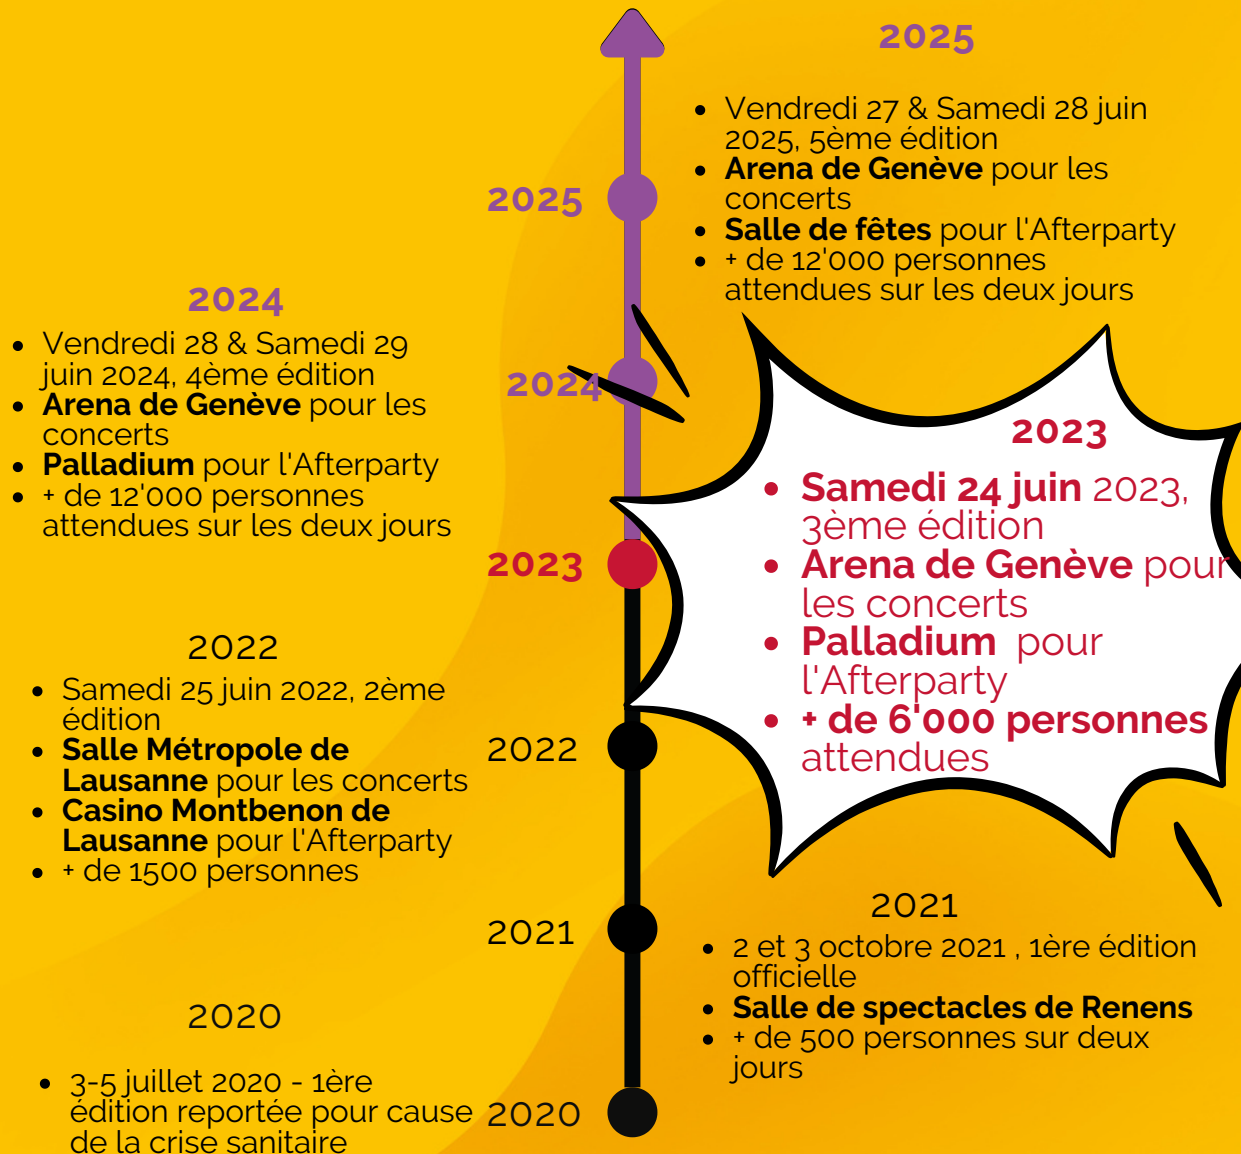 2025
• Vendredi 27 & Samedi 28 juin
2025, 5ème édition
• Arena de Genève pour les
concerts
• Salle de fêtes pour l'Afterparty
• + de 12'000 personnes
attendues sur les deux jours
2025
2024
• Vendredi 28 & Samedi 29
juin 2024, 4ème édition
• Arena de Genève pour les
concerts
• Palladium pour l'Afterparty
• + de 12'000 personnes
attendues sur les deux jours
2024
2023
• Samedi 24 juin 2023,
3ème édition
• Arena de Genève pour
les concerts
• Palladium pour
l'Afterparty
• + de 6'000 personnes
attendues
2023
2022
• Samedi 25 juin 2022, 2ème
édition
• Salle Métropole de
Lausanne pour les concerts
• Casino Montbenon de
Lausanne pour l'Afterparty
• + de 1500 personnes
2022
2021
• 2 et 3 octobre 2021 , 1ère édition
officielle
• Salle de spectacles de Renens
• + de 500 personnes sur deux
jours
2021
2020
• 3-5 juillet 2020 - 1ère
édition reportée pour cause
de la crise sanitaire
2020